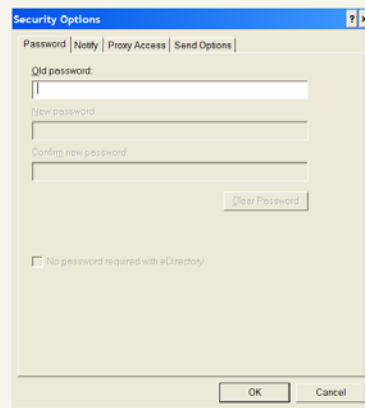 Security Options
Password Notify Proxy Access Send Options
Old password:
New password:
Confirm new password:
Clear Password
No password required with eDirectory
OK Cancel